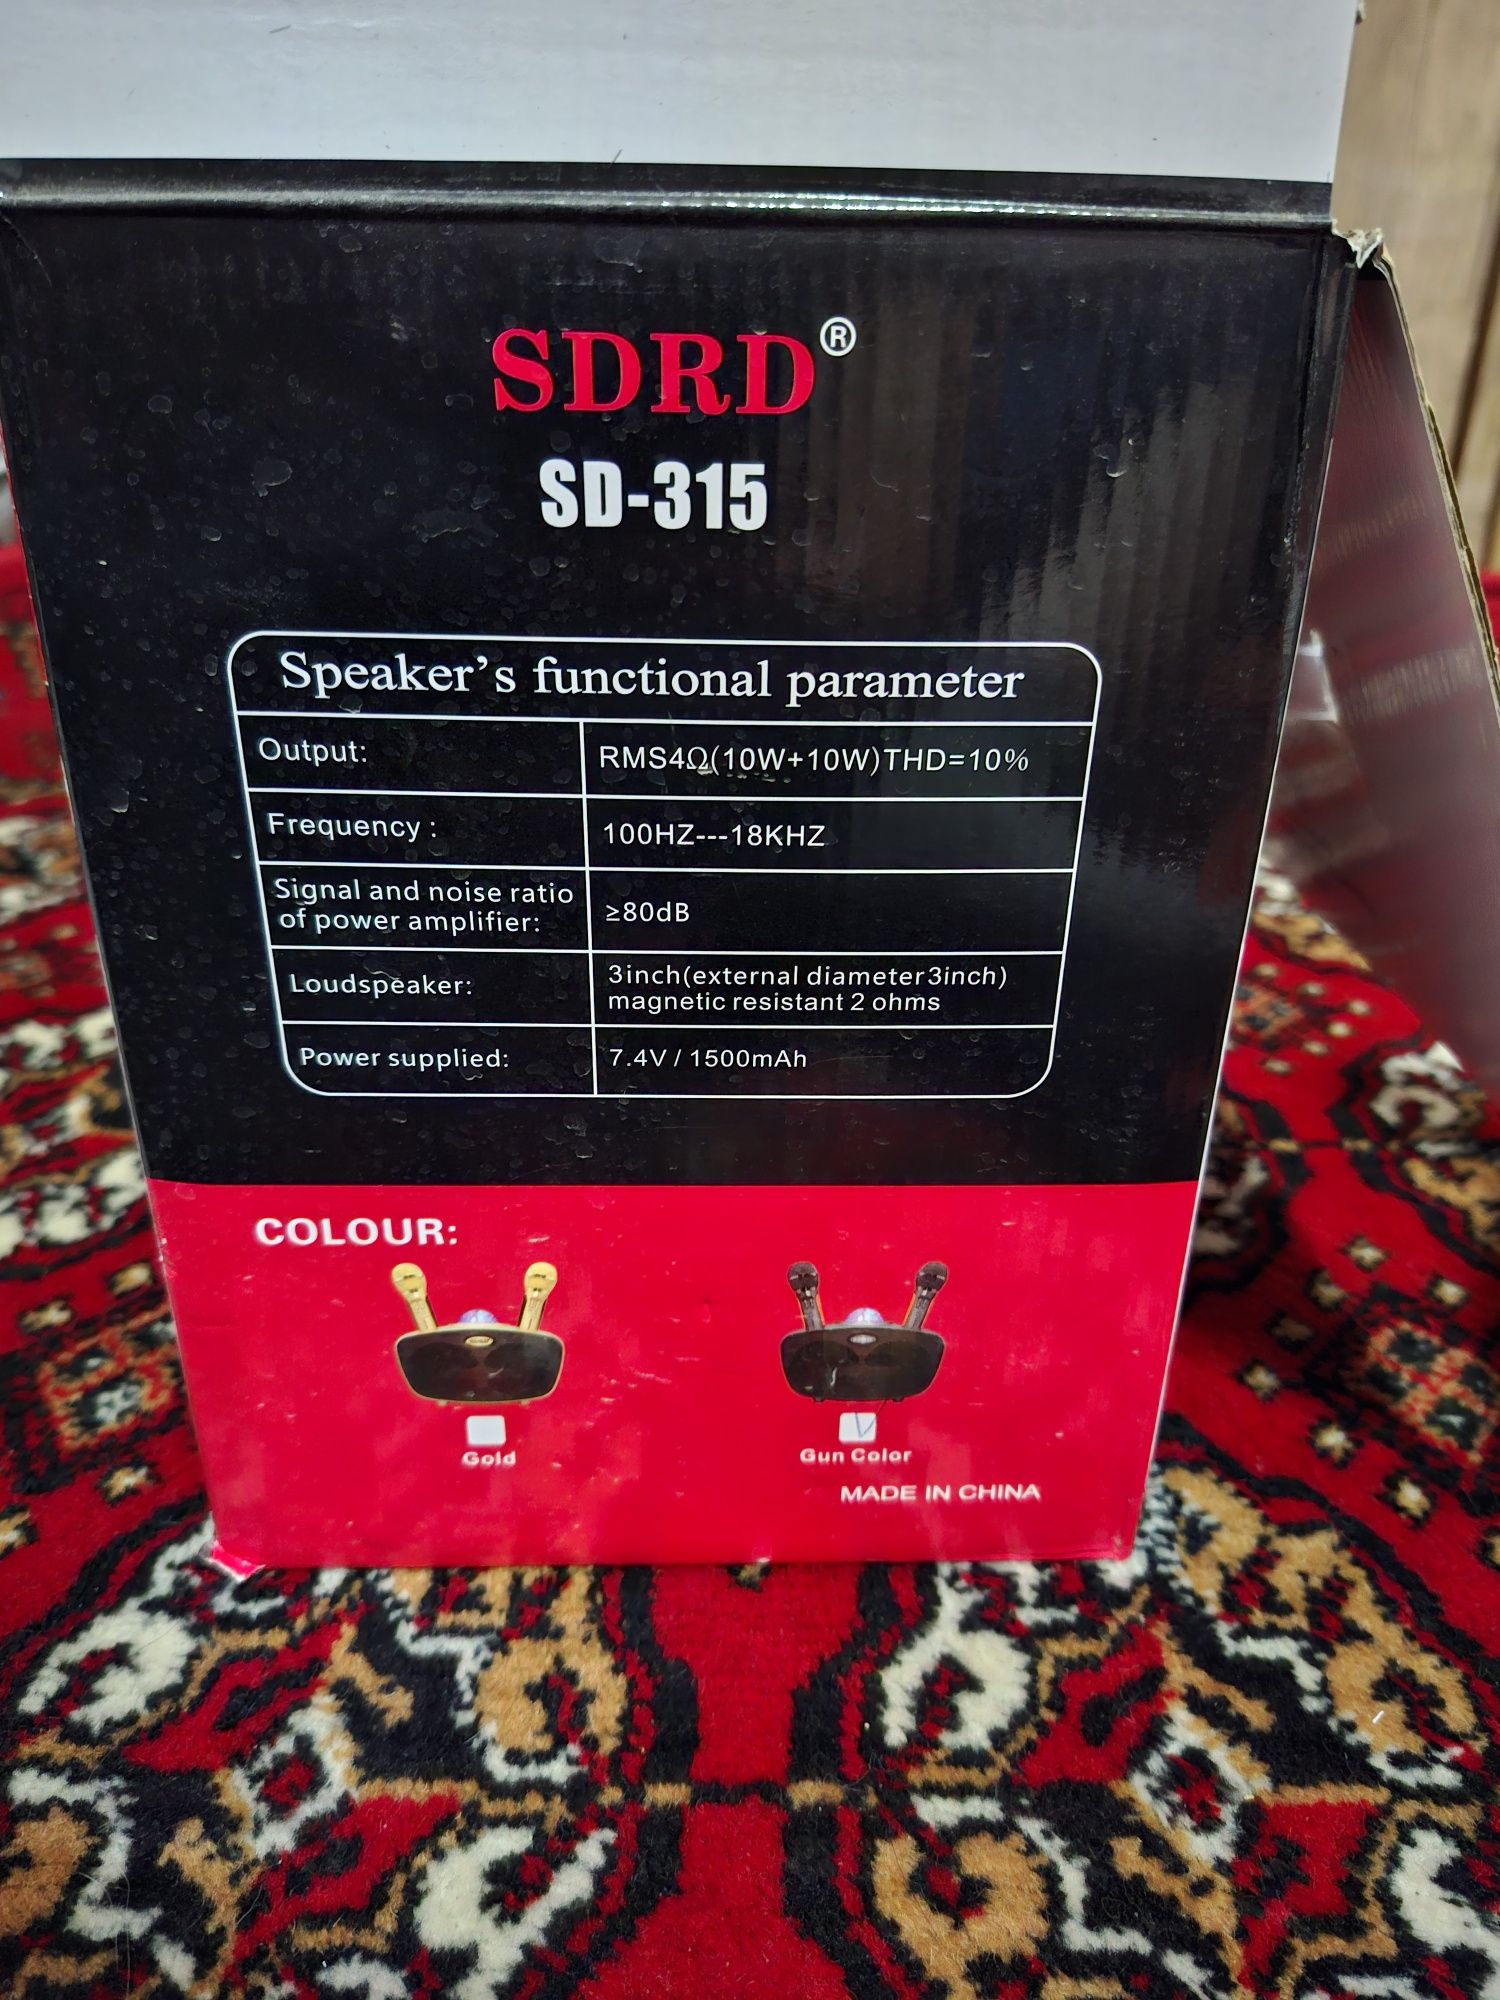 SDRD®
SD-315
Speaker's functional parameter
Output: RMS4Ω(10W+10W)THD=10%
Frequency : 100HZ---18KHZ
Signal and noise ratio
of power amplifier: ≥80dB
Loudspeaker: 3inch(external diameter3inch)
magnetic resistant 2 ohms
Power supplied: 7.4V / 1500mAh
COLOUR:
Gold
Gun Color
MADE IN CHINA